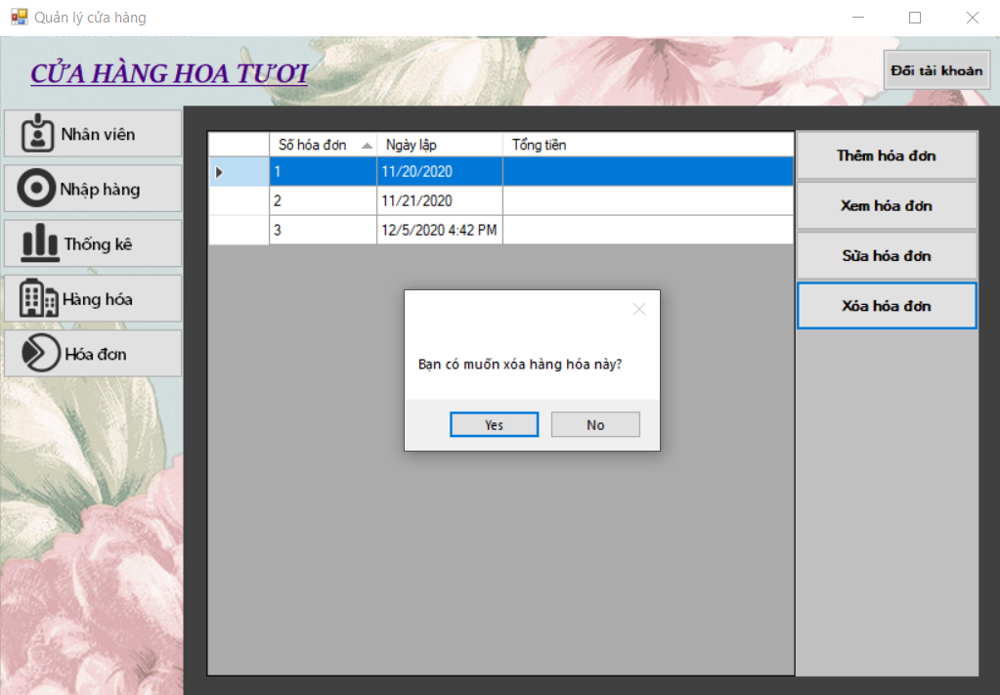 Quản lý cửa hàng
CỬA HÀNG HOA TƯƠI
Đổi tài khoản
Nhân viên
Nhập hàng
Thống kê
Hàng hóa
Hóa đơn
Số hóa đơn Ngày lập Tổng tiền
1 11/20/2020
2 11/21/2020
3 12/5/2020 4:42 PM
Thêm hóa đơn
Xem hóa đơn
Sửa hóa đơn
Xóa hóa đơn
Bạn có muốn xóa hàng hóa này?
Yes No